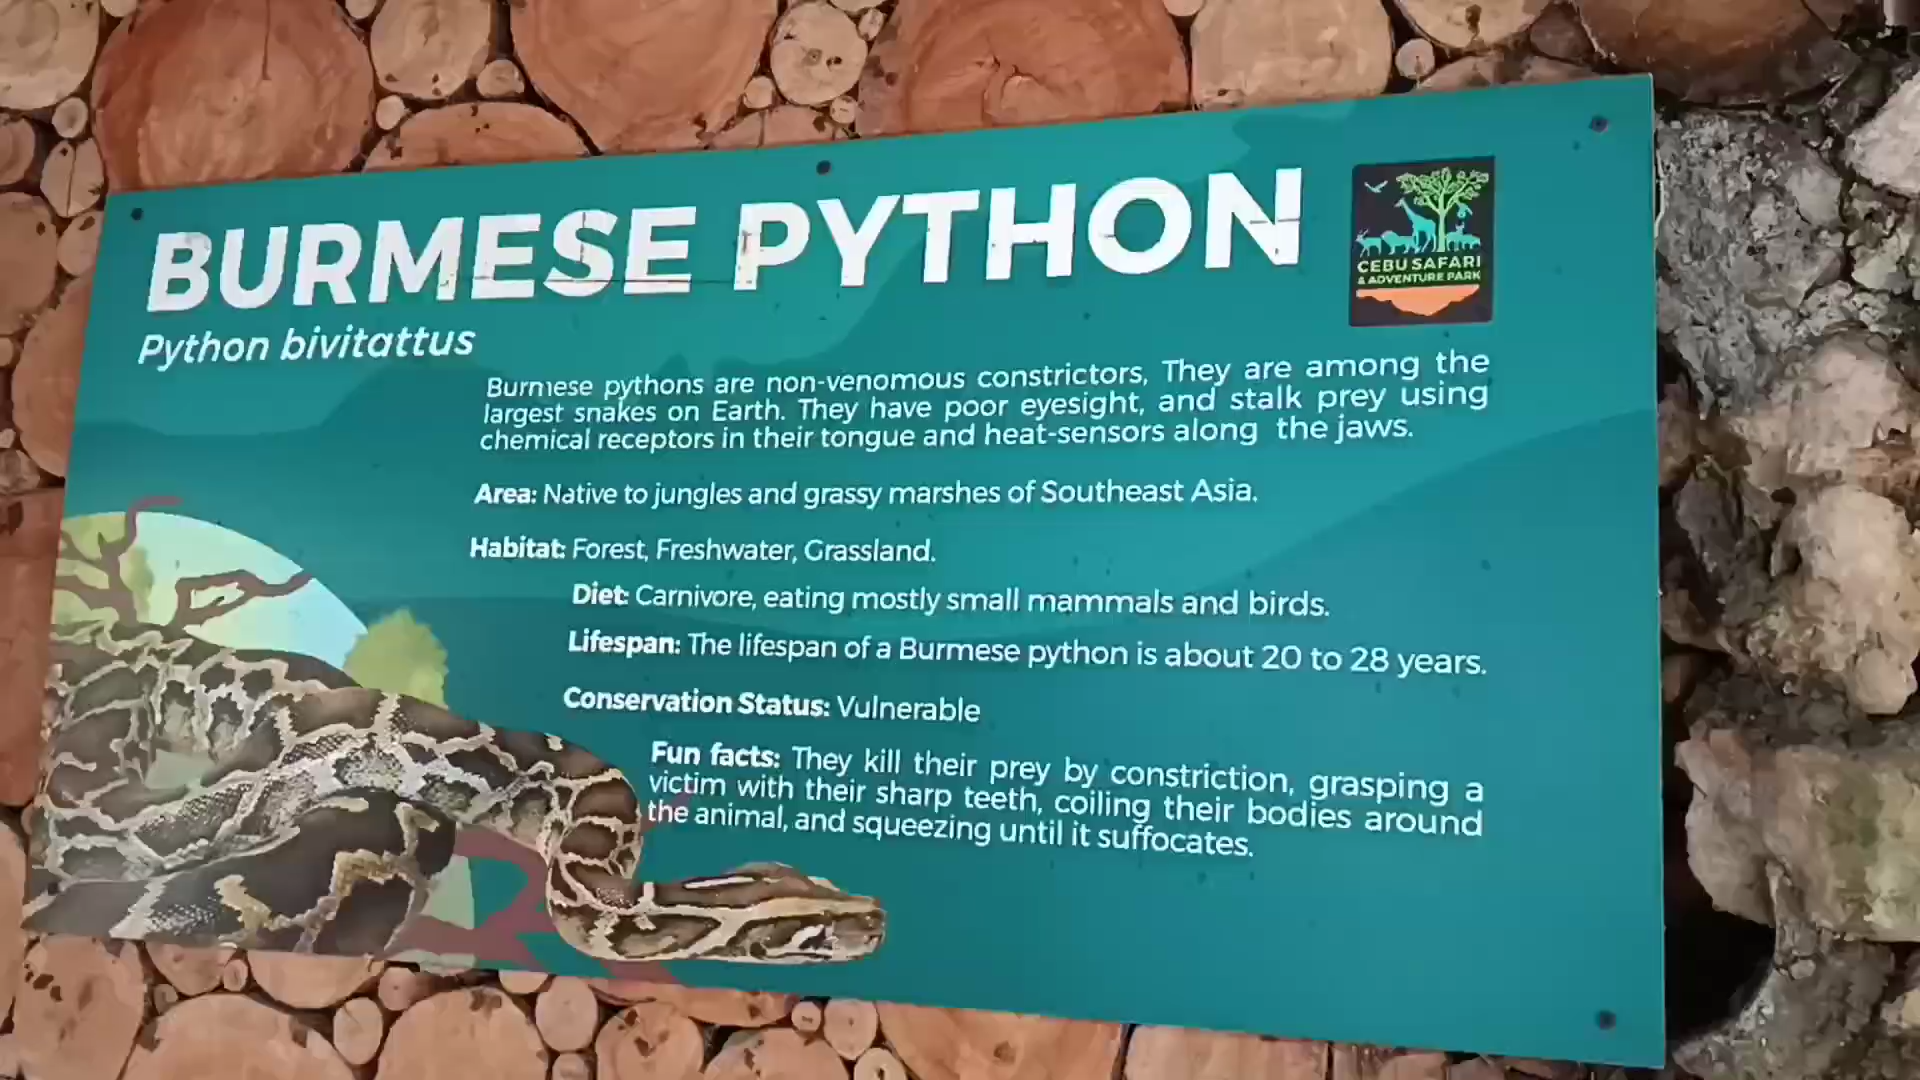 BURMESE PYTHON
Python bivitattus
CEBU SAFARI
& ADVENTURE PARK
Burmese pythons are non-venomous constrictors, They are among the
largest snakes on Earth. They have poor eyesight, and stalk prey using
chemical receptors in their tongue and heat-sensors along the jaws.
Area: Native to jungles and grassy marshes of Southeast Asia.
Habitat: Forest, Freshwater, Grassland.
Diet: Carnivore, eating mostly small mammals and birds.
Lifespan: The lifespan of a Burmese python is about 20 to 28 years.
Conservation Status: Vulnerable
Fun facts: They kill their prey by constriction, grasping a
victim with their sharp teeth, coiling their bodies around
the animal, and squeezing until it suffocates.